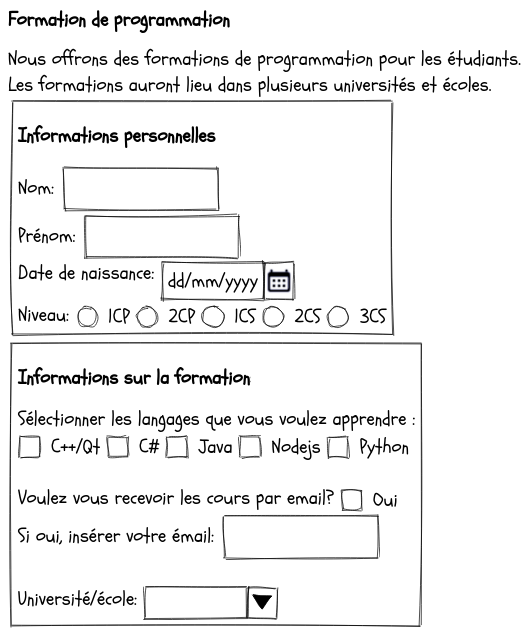 Formation de programmation
Nous offrons des formations de programmation pour les étudiants.
Les formations auront lieu dans plusieurs universités et écoles.
Informations personnelles
Nom:
Prénom:
Date de naissance: dd/mm/yyyy
Niveau: 1CP 2CP 1CS 2CS 3CS
Informations sur la formation
Sélectionner les langages que vous voulez apprendre :
C++/Qt C# Java Nodejs Python
Voulez vous recevoir les cours par email? Oui
Si oui, insérer votre émail:
Université/école: